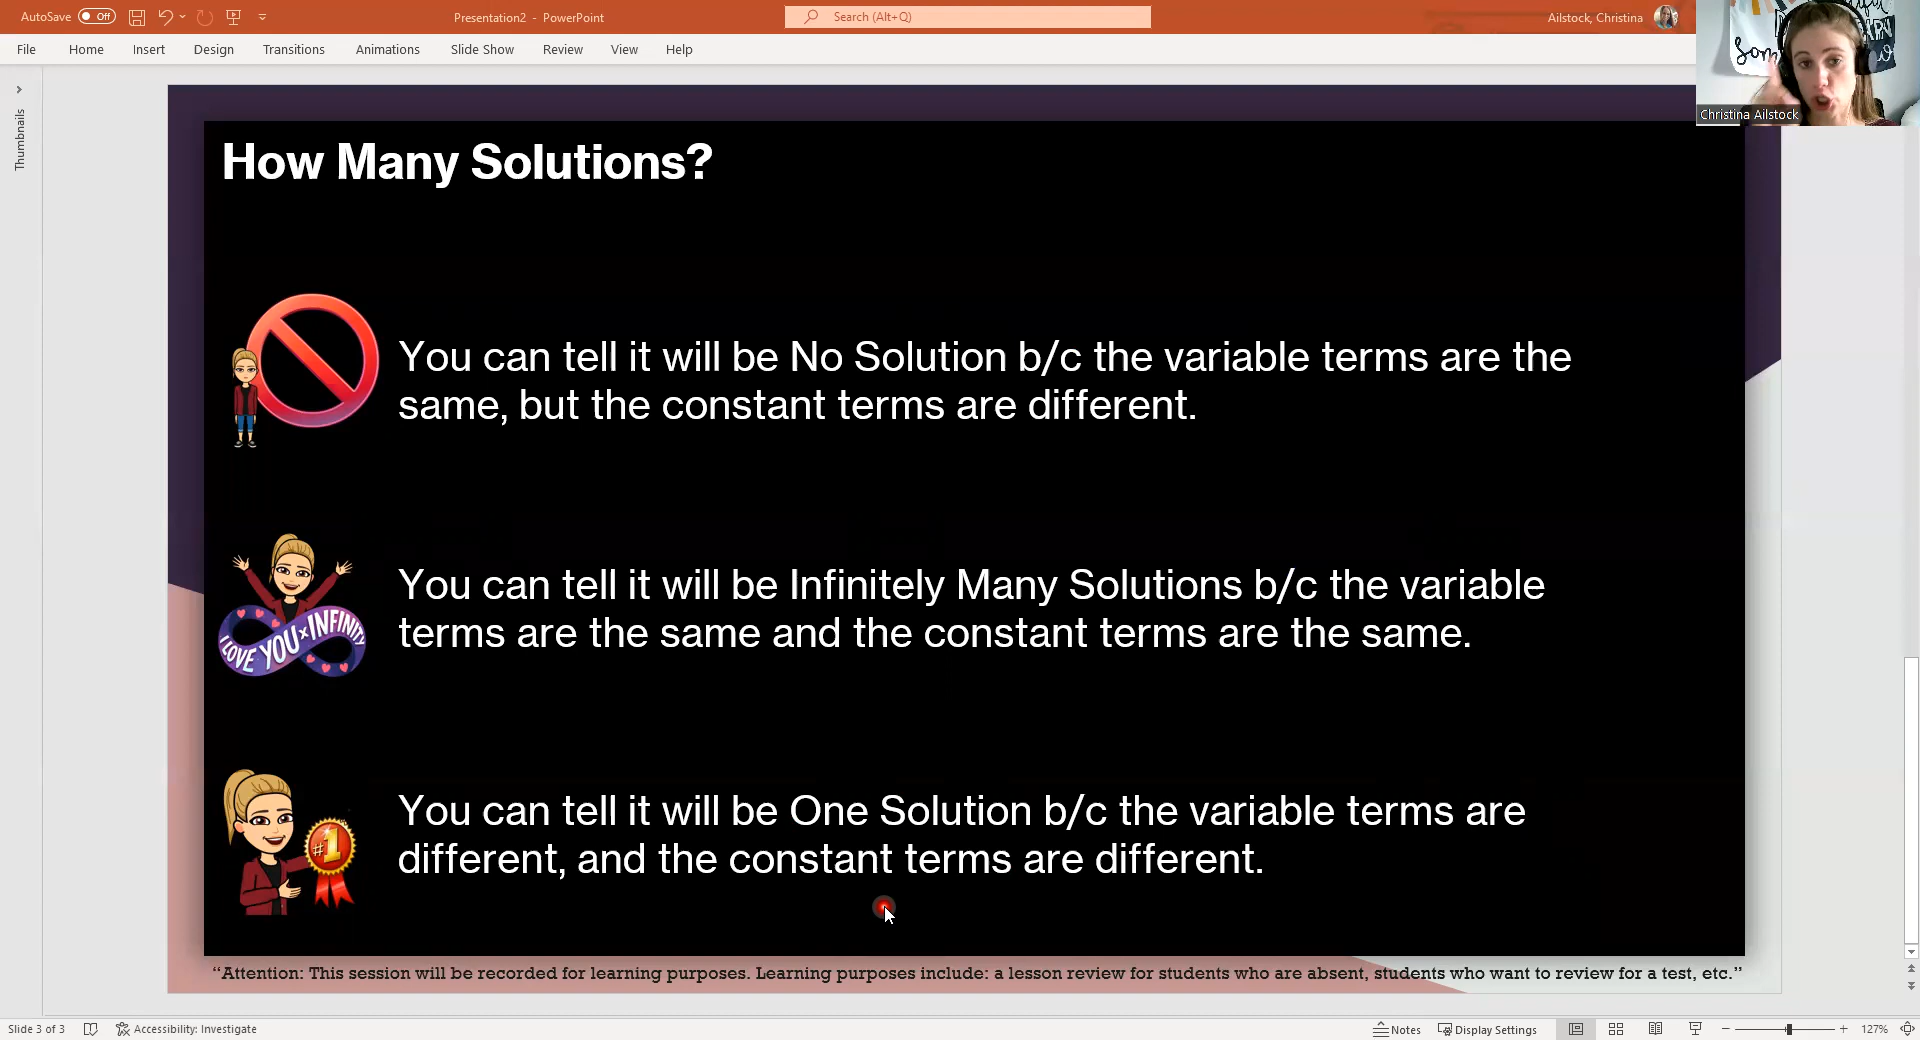 AutoSave Off Presentation2 - PowerPoint Search (Alt+Q) Ailstock, Christina
File Home Insert Design Transitions Animations Slide Show Review View Help
Som
Christina Ailstock
Thumbnails
How Many Solutions?
You can tell it will be No Solution b/c the variable terms are the
same, but the constant terms are different.
I LOVE YOU x INFINITY
You can tell it will be Infinitely Many Solutions b/c the variable
terms are the same and the constant terms are the same.
#1
You can tell it will be One Solution b/c the variable terms are
different, and the constant terms are different.
“Attention: This session will be recorded for learning purposes. Learning purposes include: a lesson review for students who are absent, students who want to review for a test, etc.”
Slide 3 of 3 Accessibility: Investigate Notes Display Settings 127%